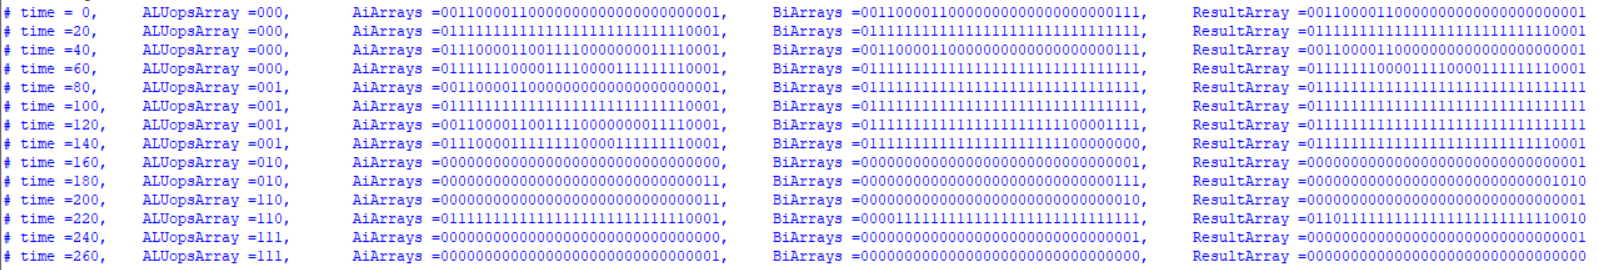 # time = 0, ALUopsArray =000, AiArrays =00110000110000000000000000000001, BiArrays =00110000110000000000000000000111, ResultArray =00110000110000000000000000000001
# time =20, ALUopsArray =000, AiArrays =01111111111111111111111111110001, BiArrays =01111111111111111111111111111111, ResultArray =01111111111111111111111111110001
# time =40, ALUopsArray =000, AiArrays =01110000110011110000000011110001, BiArrays =00110000110000000000000000000111, ResultArray =00110000110000000000000000000001
# time =60, ALUopsArray =000, AiArrays =01111111000011110000111111110001, BiArrays =01111111111111111111111111111111, ResultArray =01111111000011110000111111110001
# time =80, ALUopsArray =001, AiArrays =00110000110000000000000000000001, BiArrays =01111111111111111111111111111111, ResultArray =01111111111111111111111111111111
# time =100, ALUopsArray =001, AiArrays =01111111111111111111111111110001, BiArrays =01111111111111111111111111111111, ResultArray =01111111111111111111111111111111
# time =120, ALUopsArray =001, AiArrays =00110000110011110000000011110001, BiArrays =01111111111111111111111100001111, ResultArray =01111111111111111111111111111111
# time =140, ALUopsArray =001, AiArrays =01110000111111110000111111110001, BiArrays =01111111111111111111111100000000, ResultArray =01111111111111111111111111110001
# time =160, ALUopsArray =010, AiArrays =00000000000000000000000000000000, BiArrays =00000000000000000000000000000001, ResultArray =00000000000000000000000000000001
# time =180, ALUopsArray =010, AiArrays =00000000000000000000000000000011, BiArrays =00000000000000000000000000000111, ResultArray =00000000000000000000000000001010
# time =200, ALUopsArray =110, AiArrays =00000000000000000000000000000011, BiArrays =00000000000000000000000000000010, ResultArray =00000000000000000000000000000001
# time =220, ALUopsArray =110, AiArrays =01111111111111111111111111110001, BiArrays =00001111111111111111111111111111, ResultArray =01101111111111111111111111110010
# time =240, ALUopsArray =111, AiArrays =00000000000000000000000000000000, BiArrays =00000000000000000000000000000001, ResultArray =00000000000000000000000000000001
# time =260, ALUopsArray =111, AiArrays =00000000000000000000000000000001, BiArrays =00000000000000000000000000000000, ResultArray =00000000000000000000000000000000